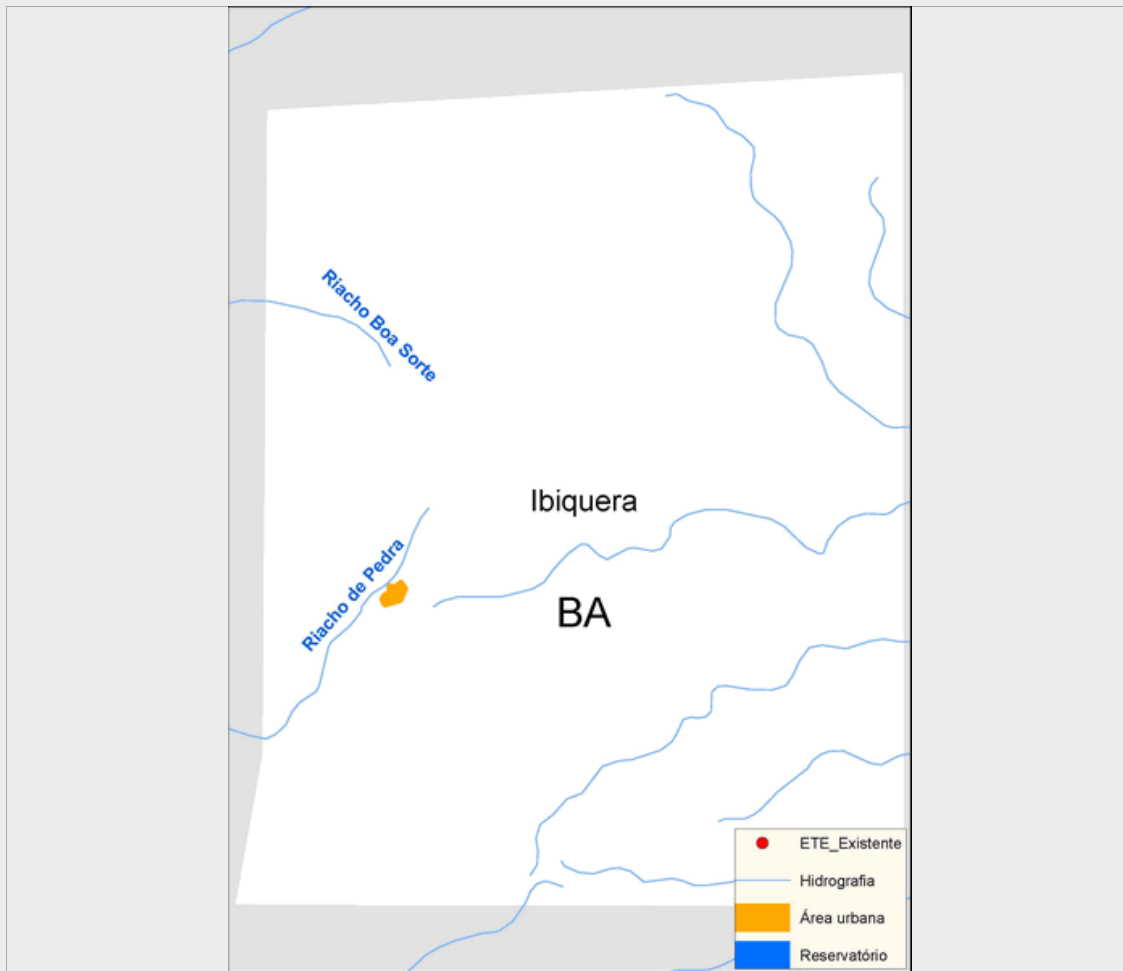 Riacho Boa Sorte
Ibiquera
Riacho de Pedra
BA
ETE_Existente
Hidrografia
Área urbana
Reservatório